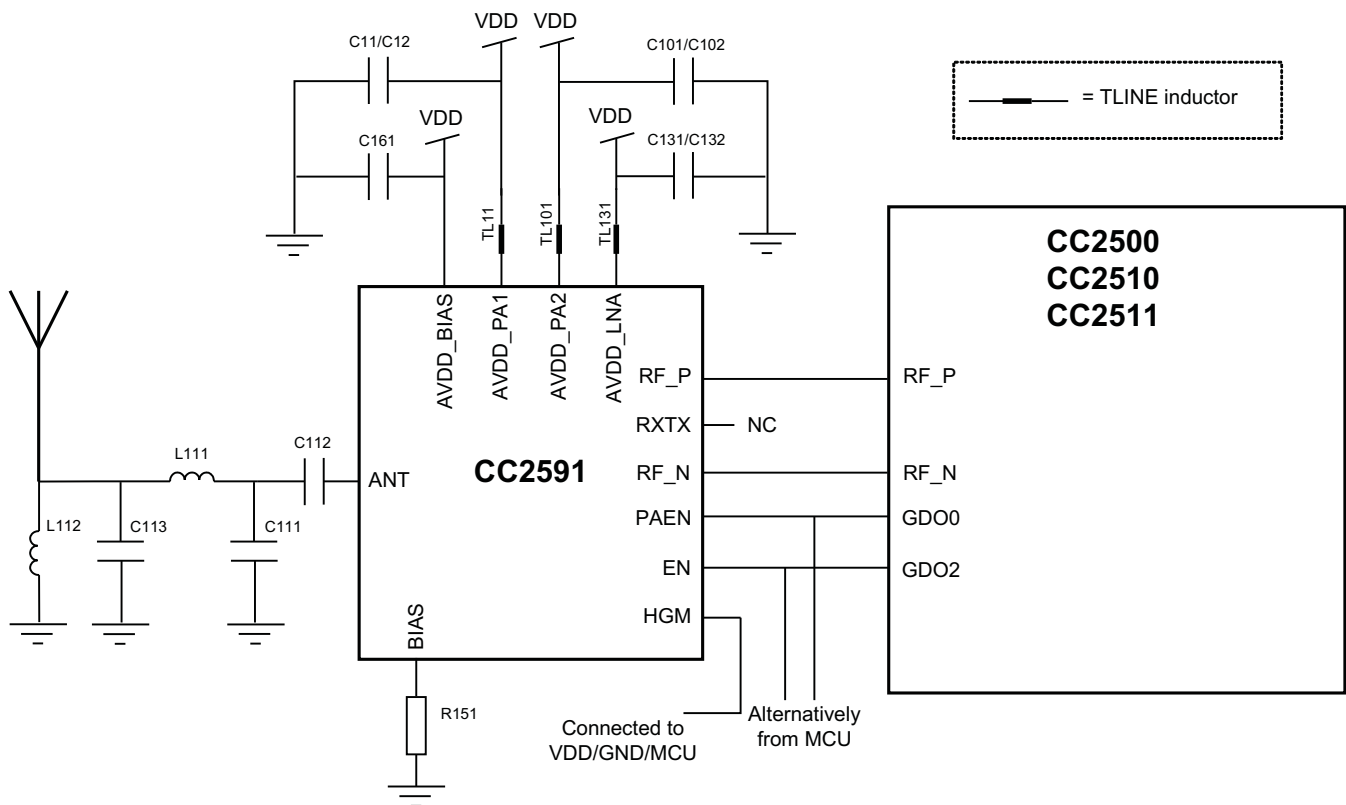 VDD
VDD
C11/C12
C101/C102
= TLINE inductor
VDD
VDD
C161
C131/C132
TL11
TL101
TL131
CC2500
CC2510
CC2511
AVDD_BIAS
AVDD_PA1
AVDD_PA2
AVDD_LNA
RF_P
RF_P
RXTX
NC
C112
L111
ANT
CC2591
RF_N
RF_N
L112
C113
C111
PAEN
GDO0
EN
GDO2
BIAS
HGM
R151
Connected to
VDD/GND/MCU
Alternatively
from MCU